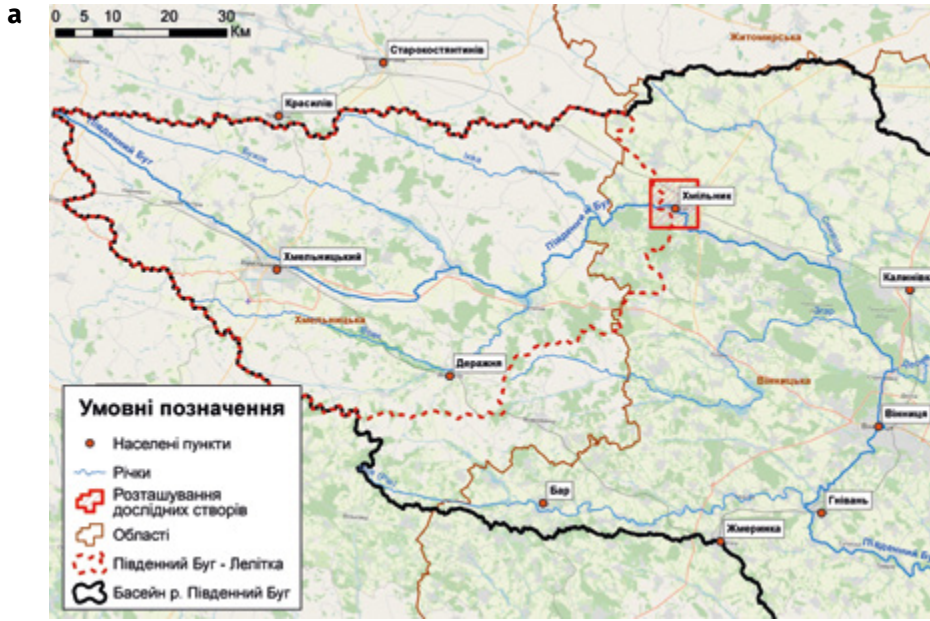 а
0 5 10 20 30
Км
Старокостянтинів
Житомирська
Красилів
Південний Буг
Бужок
Іква
Хмільник
Південний Буг
Хмельницький
Калинівка
Хмельницька
Згар
Деражня
Вінницька
Вінниця
Бар
Гнівань
Жмеринка
Південний Бу
Умовні позначення
Населені пункти
Річки
Розташування
дослідних створів
Області
Південний Буг - Лепітка
Басейн р. Південний Буг